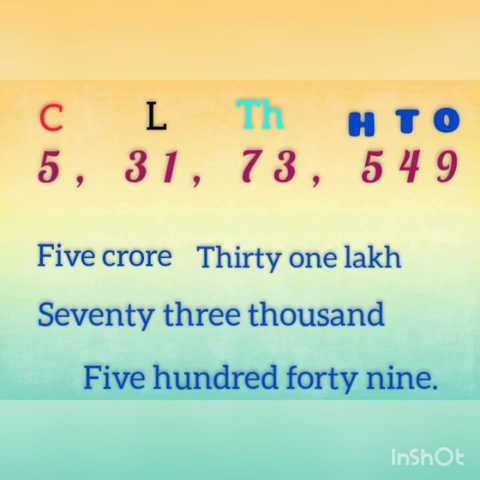 C L Th H T O
5, 31, 73, 549
Five crore Thirty one lakh
Seventy three thousand
Five hundred forty nine.
InShOt